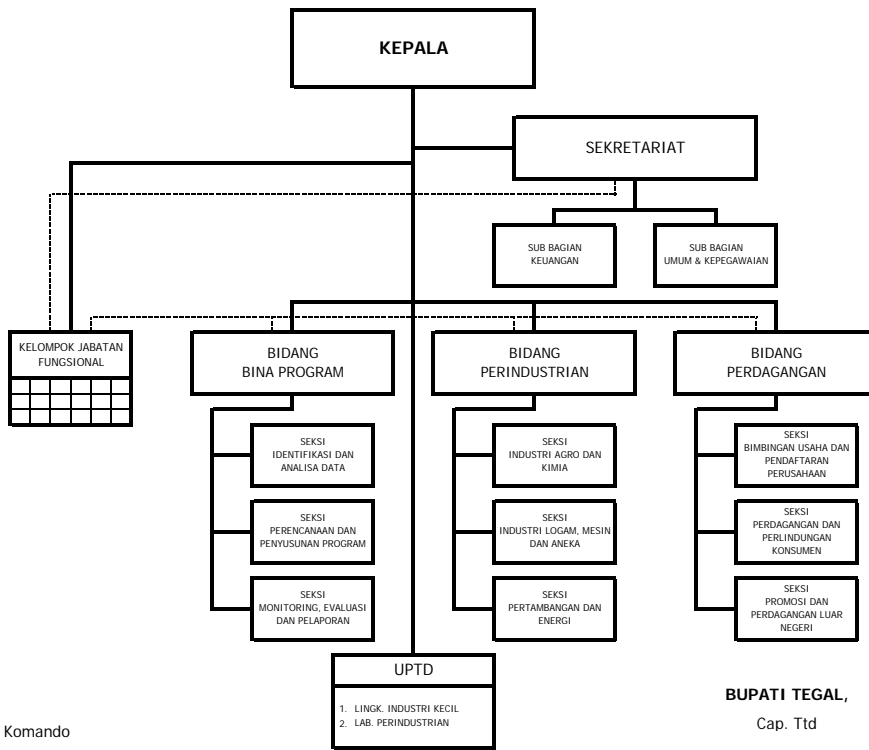 KEPALA
SEKRETARIAT
SUB BAGIAN
KEUANGAN
SUB BAGIAN
UMUM & KEPEGAWAIAN
KELOMPOK JABATAN
FUNGSIONAL
BIDANG
BINA PROGRAM
BIDANG
PERINDUSTRIAN
BIDANG
PERDAGANGAN
SEKSI
IDENTIFIKASI DAN
ANALISA DATA
SEKSI
INDUSTRI AGRO DAN
KIMIA
SEKSI
BIMBINGAN USAHA DAN
PENDAFTARAN
PERUSAHAAN
SEKSI
PERENCANAAN DAN
PENYUSUNAN PROGRAM
SEKSI
INDUSTRI LOGAM, MESIN
DAN ANEKA
SEKSI
PERDAGANGAN DAN
PERLINDUNGAN
KONSUMEN
SEKSI
MONITORING, EVALUASI
DAN PELAPORAN
SEKSI
PERTAMBANGAN DAN
ENERGI
SEKSI
PROMOSI DAN
PERDAGANGAN LUAR
NEGERI
UPTD
1. LINGK. INDUSTRI KECIL
2. LAB. PERINDUSTRIAN
BUPATI TEGAL,
Cap. Ttd
Komando